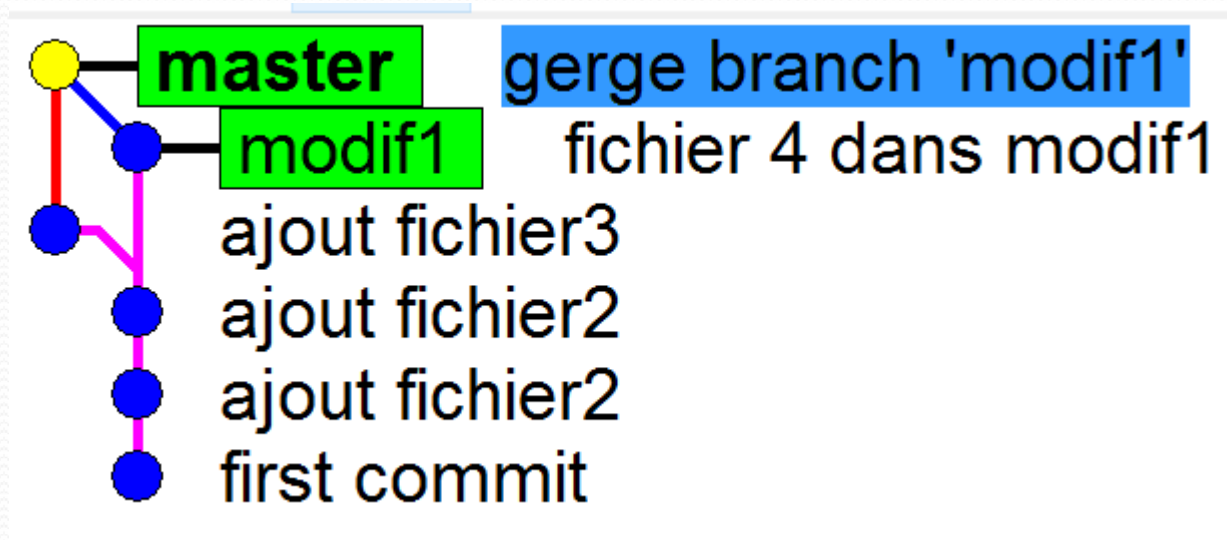 master gerge branch 'modif1'
modif1 fichier 4 dans modif1
ajout fichier3
ajout fichier2
ajout fichier2
first commit